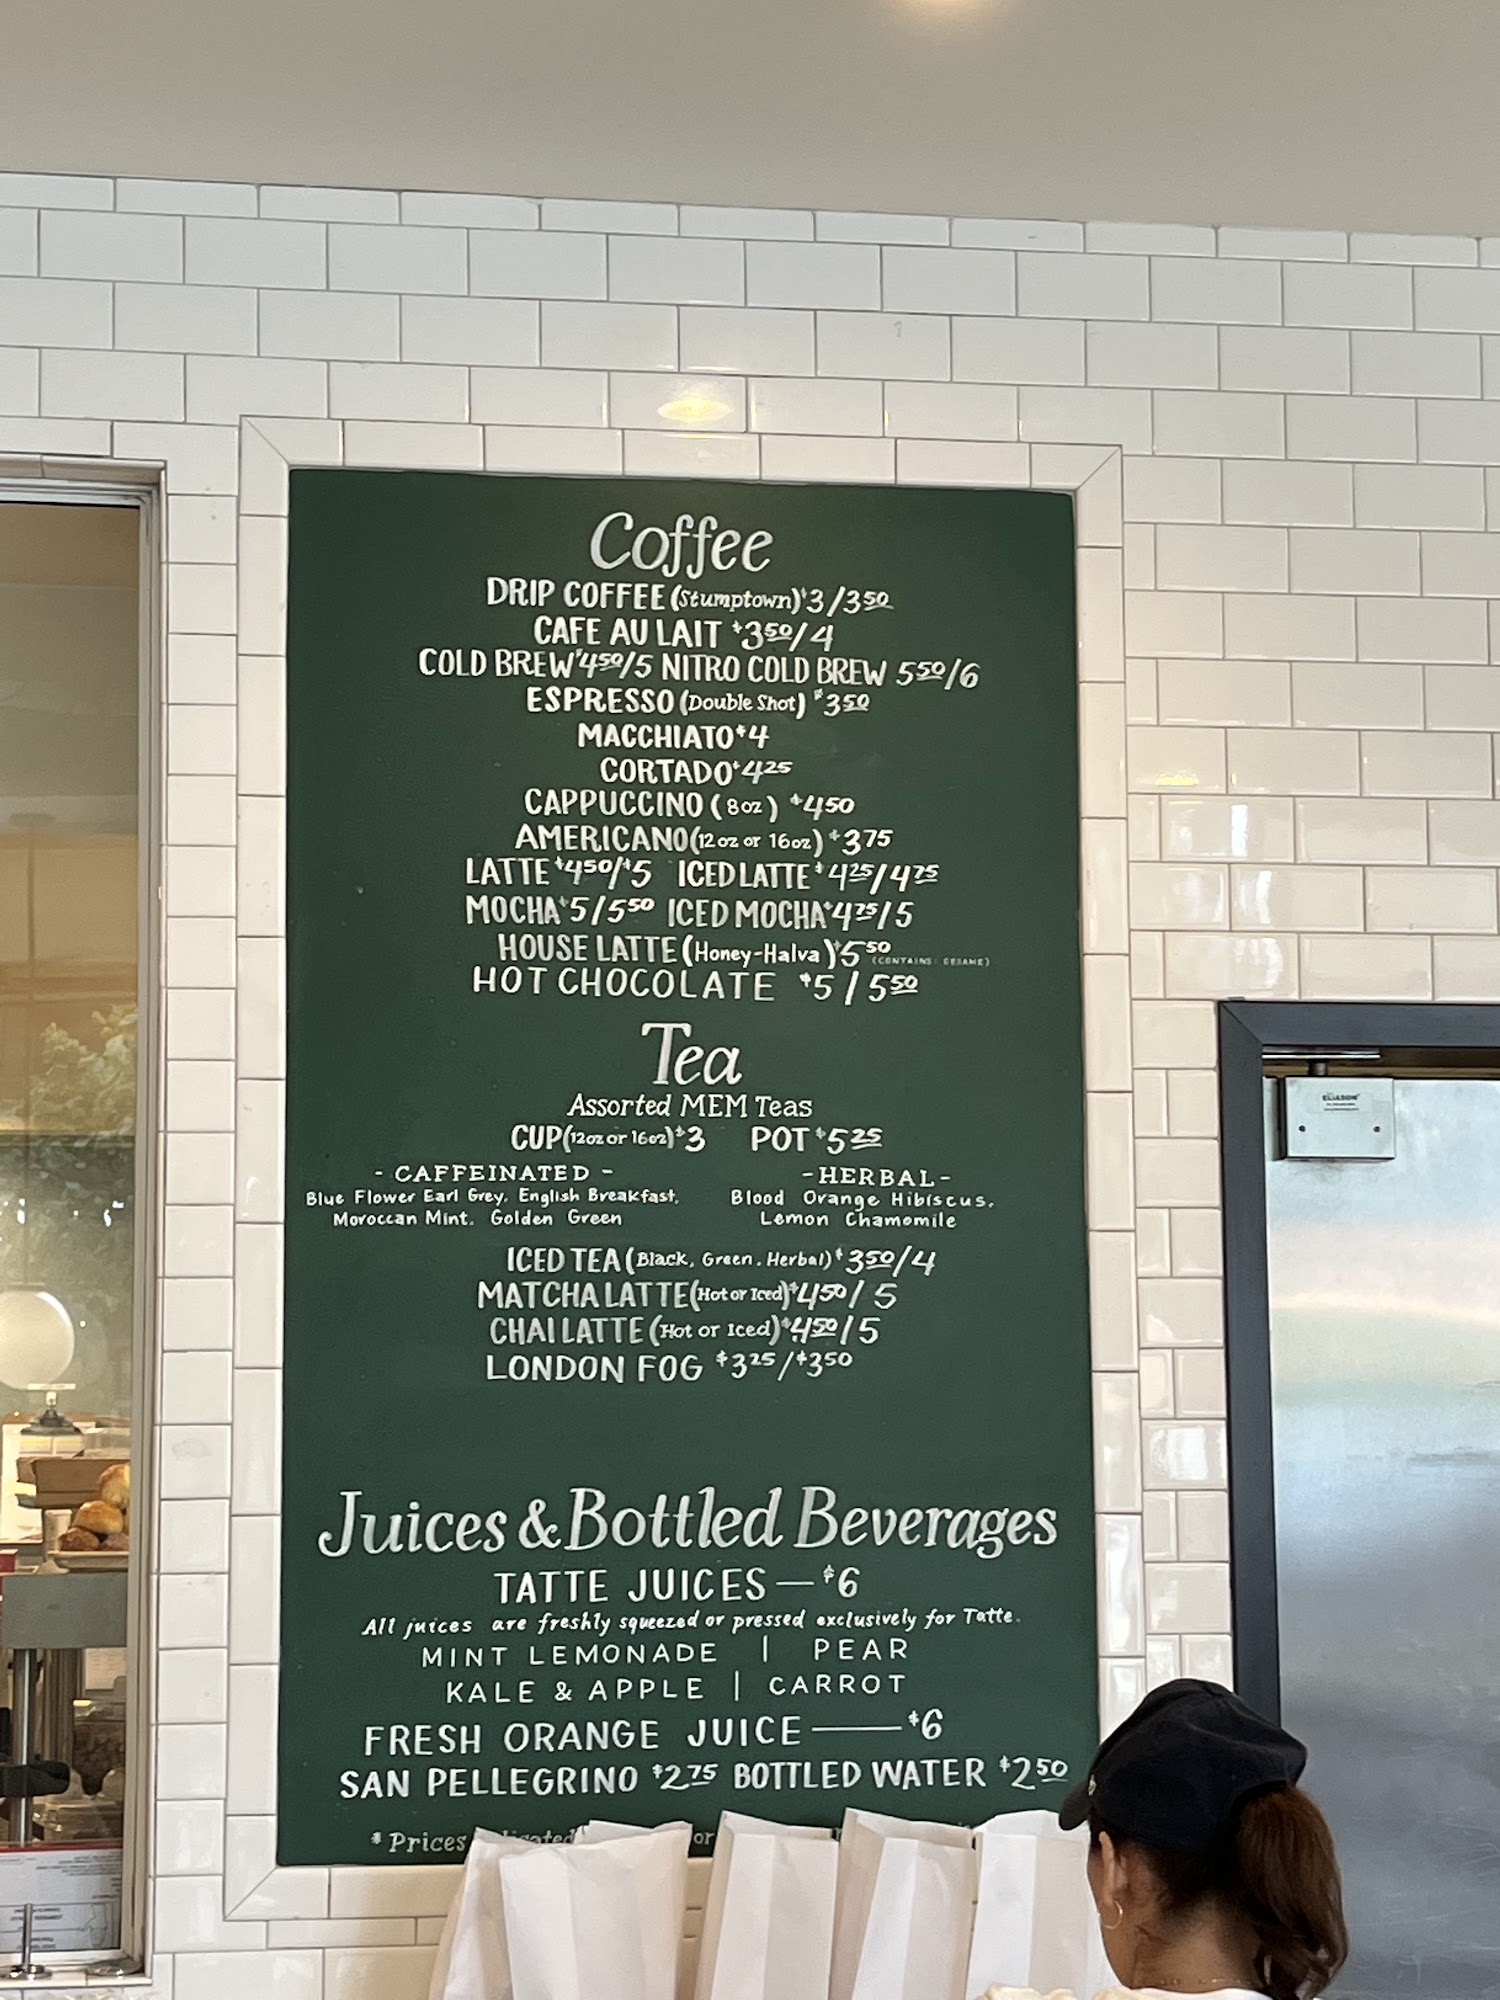 Coffee
DRIP COFFEE (Stumptown) $3/350
CAFE AU LAIT $350/4
COLD BREW $450/5 NITRO COLD BREW 550/6
ESPRESSO (Double Shot) $350
MACCHIATO $4
CORTADO $425
CAPPUCCINO (8oz) $450
AMERICANO (12oz or 16oz) $375
LATTE $450/$5 ICED LATTE $425/475
MOCHA $5/550 ICED MOCHA $475/5
HOUSE LATTE (Honey-Halva) $550 (CONTAINS: SESAME)
HOT CHOCOLATE $5/550
Tea
Assorted MEM Teas
CUP (12oz or 16oz) $3 POT $525
- CAFFEINATED -
Blue Flower Earl Grey, English Breakfast,
Moroccan Mint, Golden Green
- HERBAL -
Blood Orange Hibiscus,
Lemon Chamomile
ICED TEA (Black, Green, Herbal) $350/4
MATCHA LATTE (Hot or Iced) $450/5
CHAI LATTE (Hot or Iced) $450/5
LONDON FOG $325/$350
Juices & Bottled Beverages
TATTE JUICES — $6
All juices are freshly squeezed or pressed exclusively for Tatte.
MINT LEMONADE | PEAR
KALE & APPLE | CARROT
FRESH ORANGE JUICE — $6
SAN PELLEGRINO $275 BOTTLED WATER $250
* Prices or
ELIASON